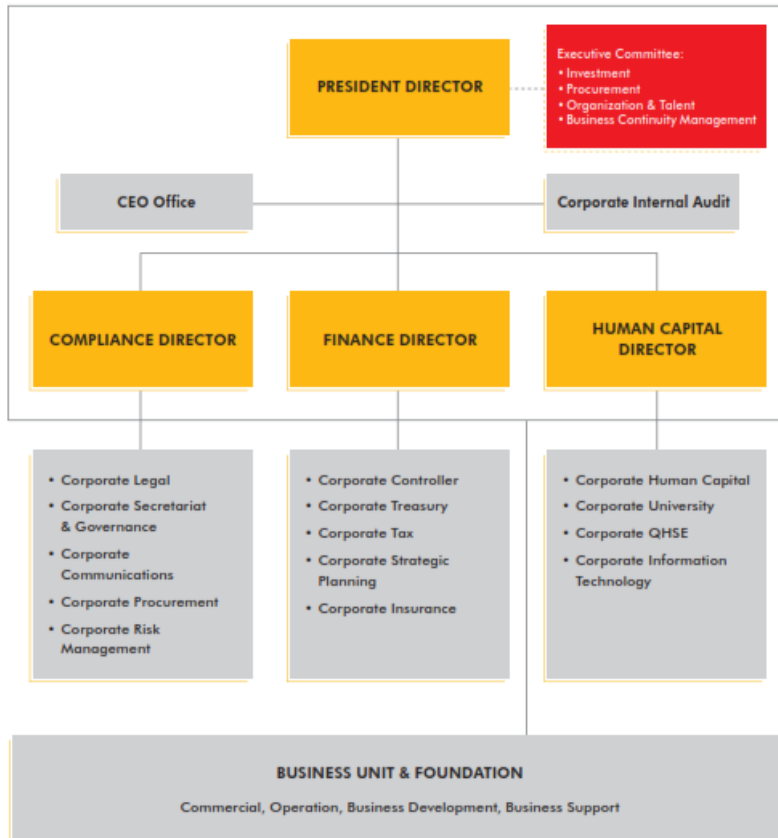 PRESIDENT DIRECTOR
Executive Committee:
• Investment
• Procurement
• Organization & Talent
• Business Continuity Management
CEO Office
Corporate Internal Audit
COMPLIANCE DIRECTOR
FINANCE DIRECTOR
HUMAN CAPITAL
DIRECTOR
• Corporate Legal
• Corporate Secretariat
& Governance
• Corporate
Communications
• Corporate Procurement
• Corporate Risk
Management
• Corporate Controller
• Corporate Treasury
• Corporate Tax
• Corporate Strategic
Planning
• Corporate Insurance
• Corporate Human Capital
• Corporate University
• Corporate QHSE
• Corporate Information
Technology
BUSINESS UNIT & FOUNDATION
Commercial, Operation, Business Development, Business Support